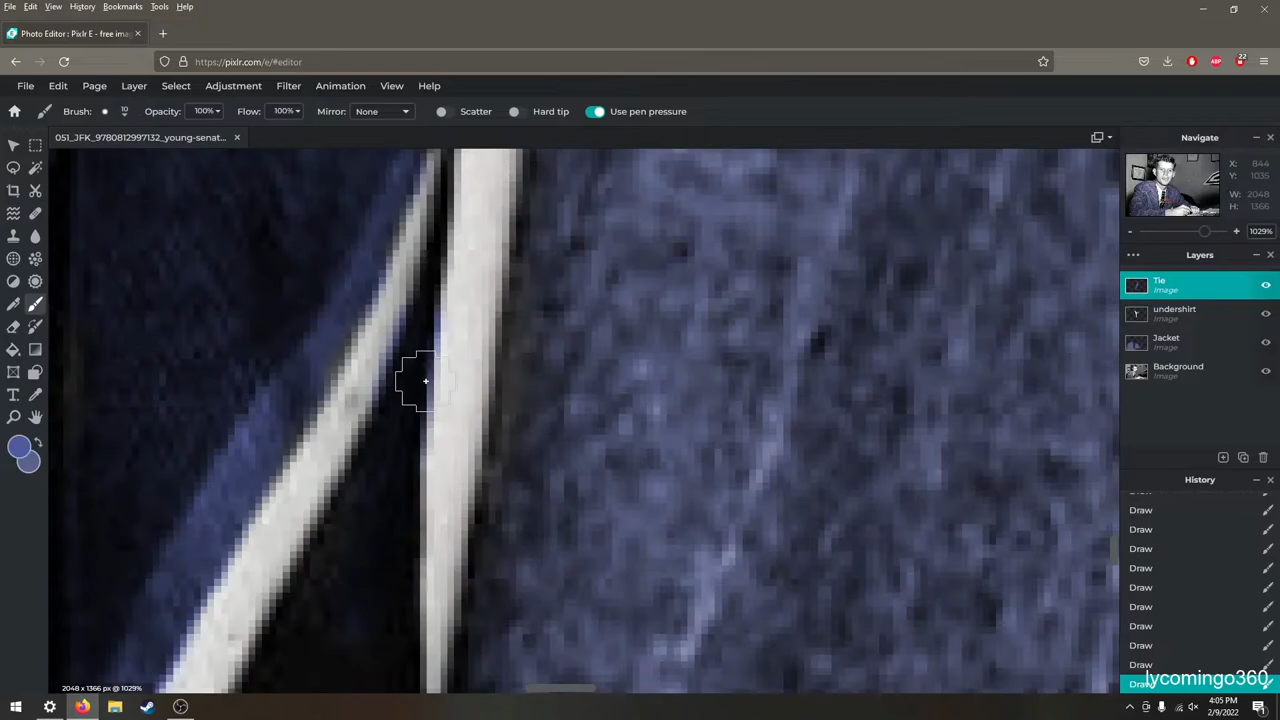 File Edit View History Bookmarks Tools Help
Photo Editor : Pixlr E - free imag
https://pixlr.com/e/#editor
22
File Edit Page Layer Select Adjustment Filter Animation View Help
Brush: 10 Opacity: 100% Flow: 100% Mirror: None Scatter Hard tip Use pen pressure
051_JFK_9780812997132_young-senat...
Navigate
X: 844
Y: 1035
W: 2048
H: 1366
1029%
Layers
Tie
Image
undershirt
Image
Jacket
Image
Background
Image
History
Draw
Draw
Draw
Draw
Draw
Draw
Draw
Draw
Draw
Draw
lycomingo360
2048 x 1366 px @ 1029%
4:05 PM
2/9/2022